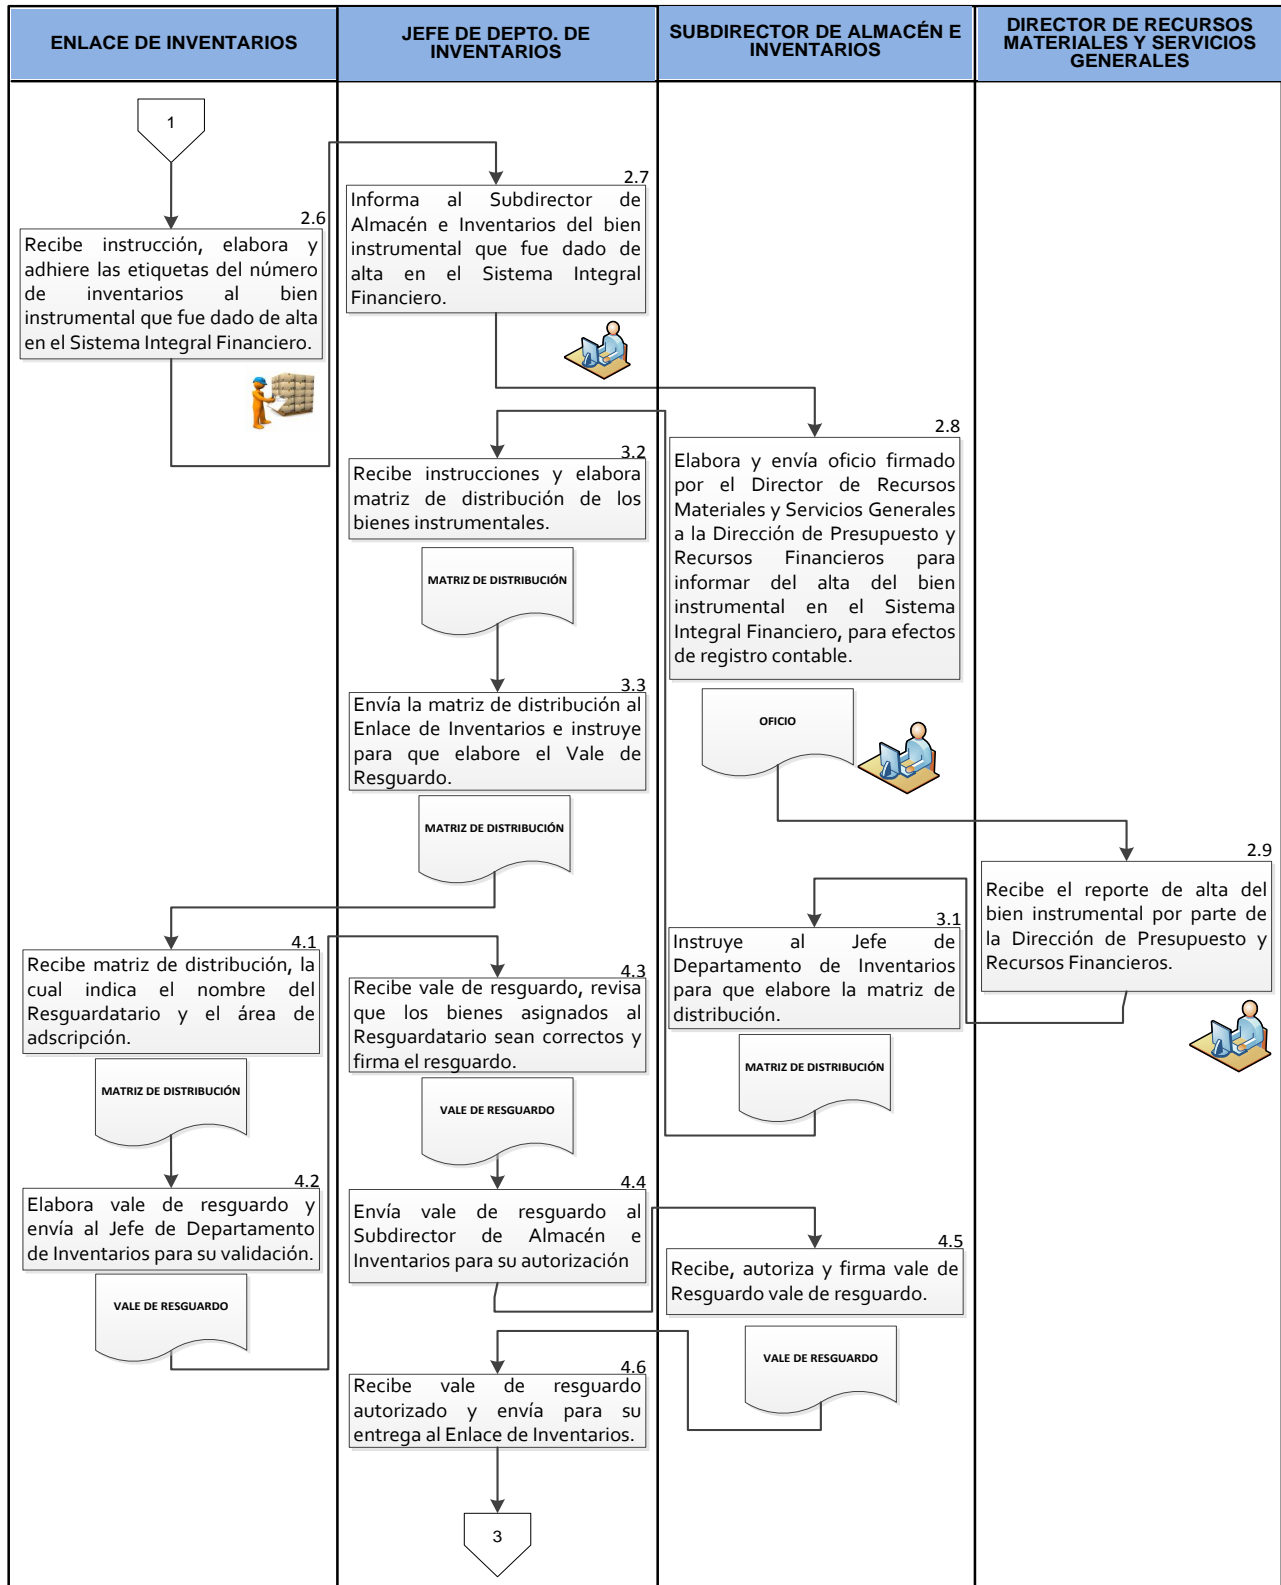 ENLACE DE INVENTARIOS
JEFE DE DEPTO. DE
INVENTARIOS
SUBDIRECTOR DE ALMACÉN E
INVENTARIOS
DIRECTOR DE RECURSOS
MATERIALES Y SERVICIOS
GENERALES
1
2.6
Recibe instrucción, elabora y
adhiere las etiquetas del número
de inventarios al bien
instrumental que fue dado de alta
en el Sistema Integral Financiero.
2.7
Informa al Subdirector de
Almacén e Inventarios del bien
instrumental que fue dado de
alta en el Sistema Integral
Financiero.
2.8
Elabora y envía oficio firmado
por el Director de Recursos
Materiales y Servicios Generales
a la Dirección de Presupuesto y
Recursos Financieros para
informar del alta del bien
instrumental en el Sistema
Integral Financiero, para efectos
de registro contable.
OFICIO
2.9
Recibe el reporte de alta del
bien instrumental por parte de
la Dirección de Presupuesto y
Recursos Financieros.
3.1
Instruye al Jefe de
Departamento de Inventarios
para que elabore la matriz de
distribución.
MATRIZ DE DISTRIBUCIÓN
3.2
Recibe instrucciones y elabora
matriz de distribución de los
bienes instrumentales.
MATRIZ DE DISTRIBUCIÓN
3.3
Envía la matriz de distribución al
Enlace de Inventarios e instruye
para que elabore el Vale de
Resguardo.
MATRIZ DE DISTRIBUCIÓN
4.1
Recibe matriz de distribución, la
cual indica el nombre del
Resguardatario y el área de
adscripción.
MATRIZ DE DISTRIBUCIÓN
4.2
Elabora vale de resguardo y
envía al Jefe de Departamento
de Inventarios para su validación.
VALE DE RESGUARDO
4.3
Recibe vale de resguardo, revisa
que los bienes asignados al
Resguardatario sean correctos y
firma el resguardo.
VALE DE RESGUARDO
4.4
Envía vale de resguardo al
Subdirector de Almacén e
Inventarios para su autorización
4.5
Recibe, autoriza y firma vale de
Resguardo vale de resguardo.
VALE DE RESGUARDO
4.6
Recibe vale de resguardo
autorizado y envía para su
entrega al Enlace de Inventarios.
3